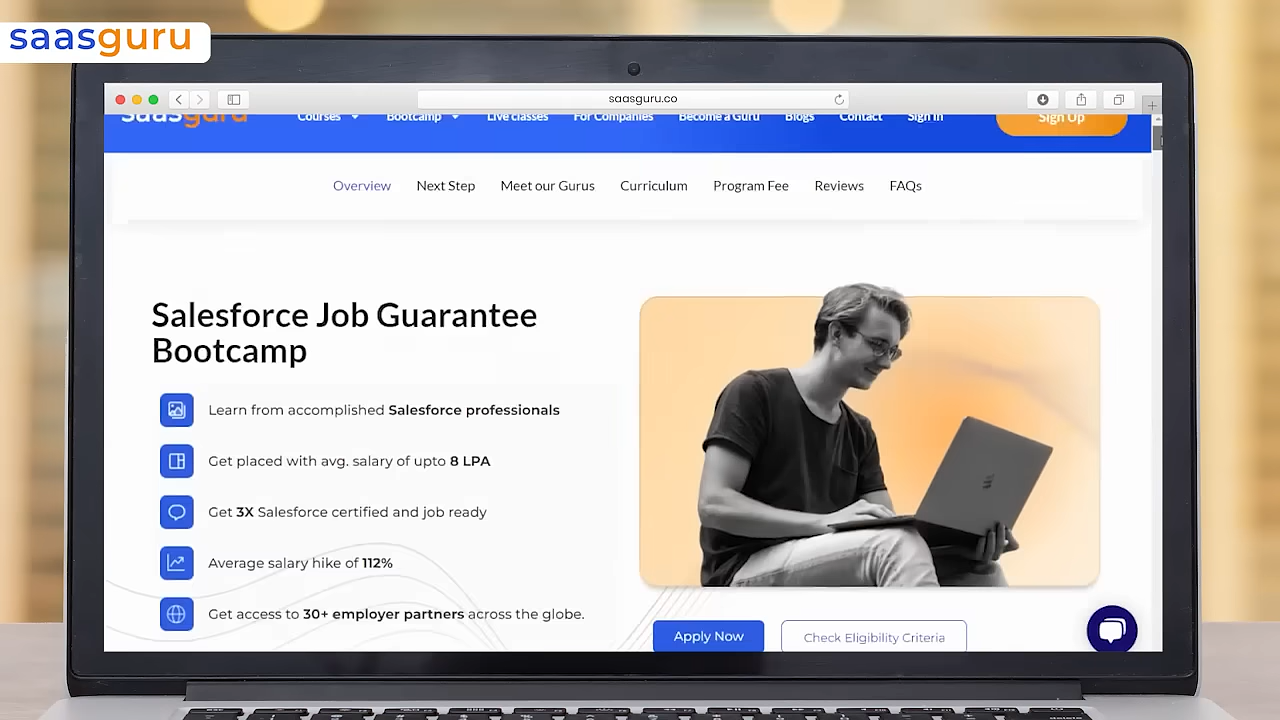 saasguru
saasguru.co
saasguru
Courses Bootcamp Live classes For Companies Become a Guru Blogs Contact Sign In Sign Up
Overview Next Step Meet our Gurus Curriculum Program Fee Reviews FAQs
Salesforce Job Guarantee
Bootcamp
Learn from accomplished Salesforce professionals
Get placed with avg. salary of upto 8 LPA
Get 3X Salesforce certified and job ready
Average salary hike of 112%
Get access to 30+ employer partners across the globe.
Apply Now Check Eligibility Criteria